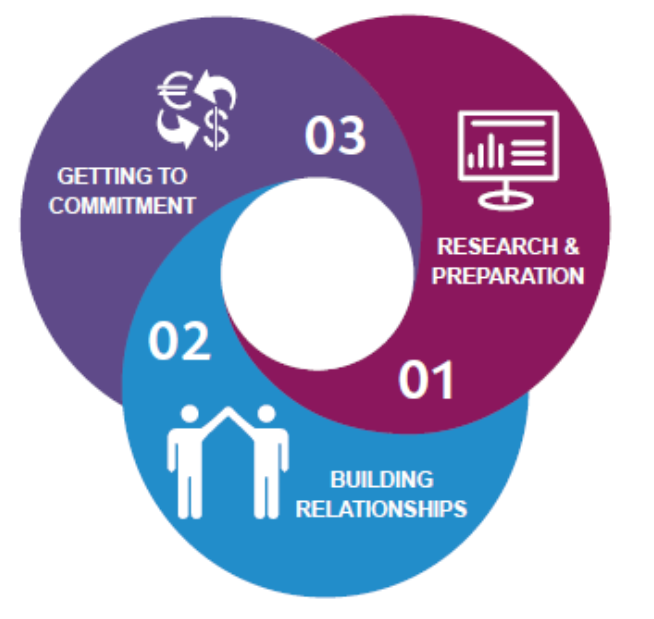 01
RESEARCH &
PREPARATION
02
BUILDING
RELATIONSHIPS
03
€
$
GETTING TO
COMMITMENT